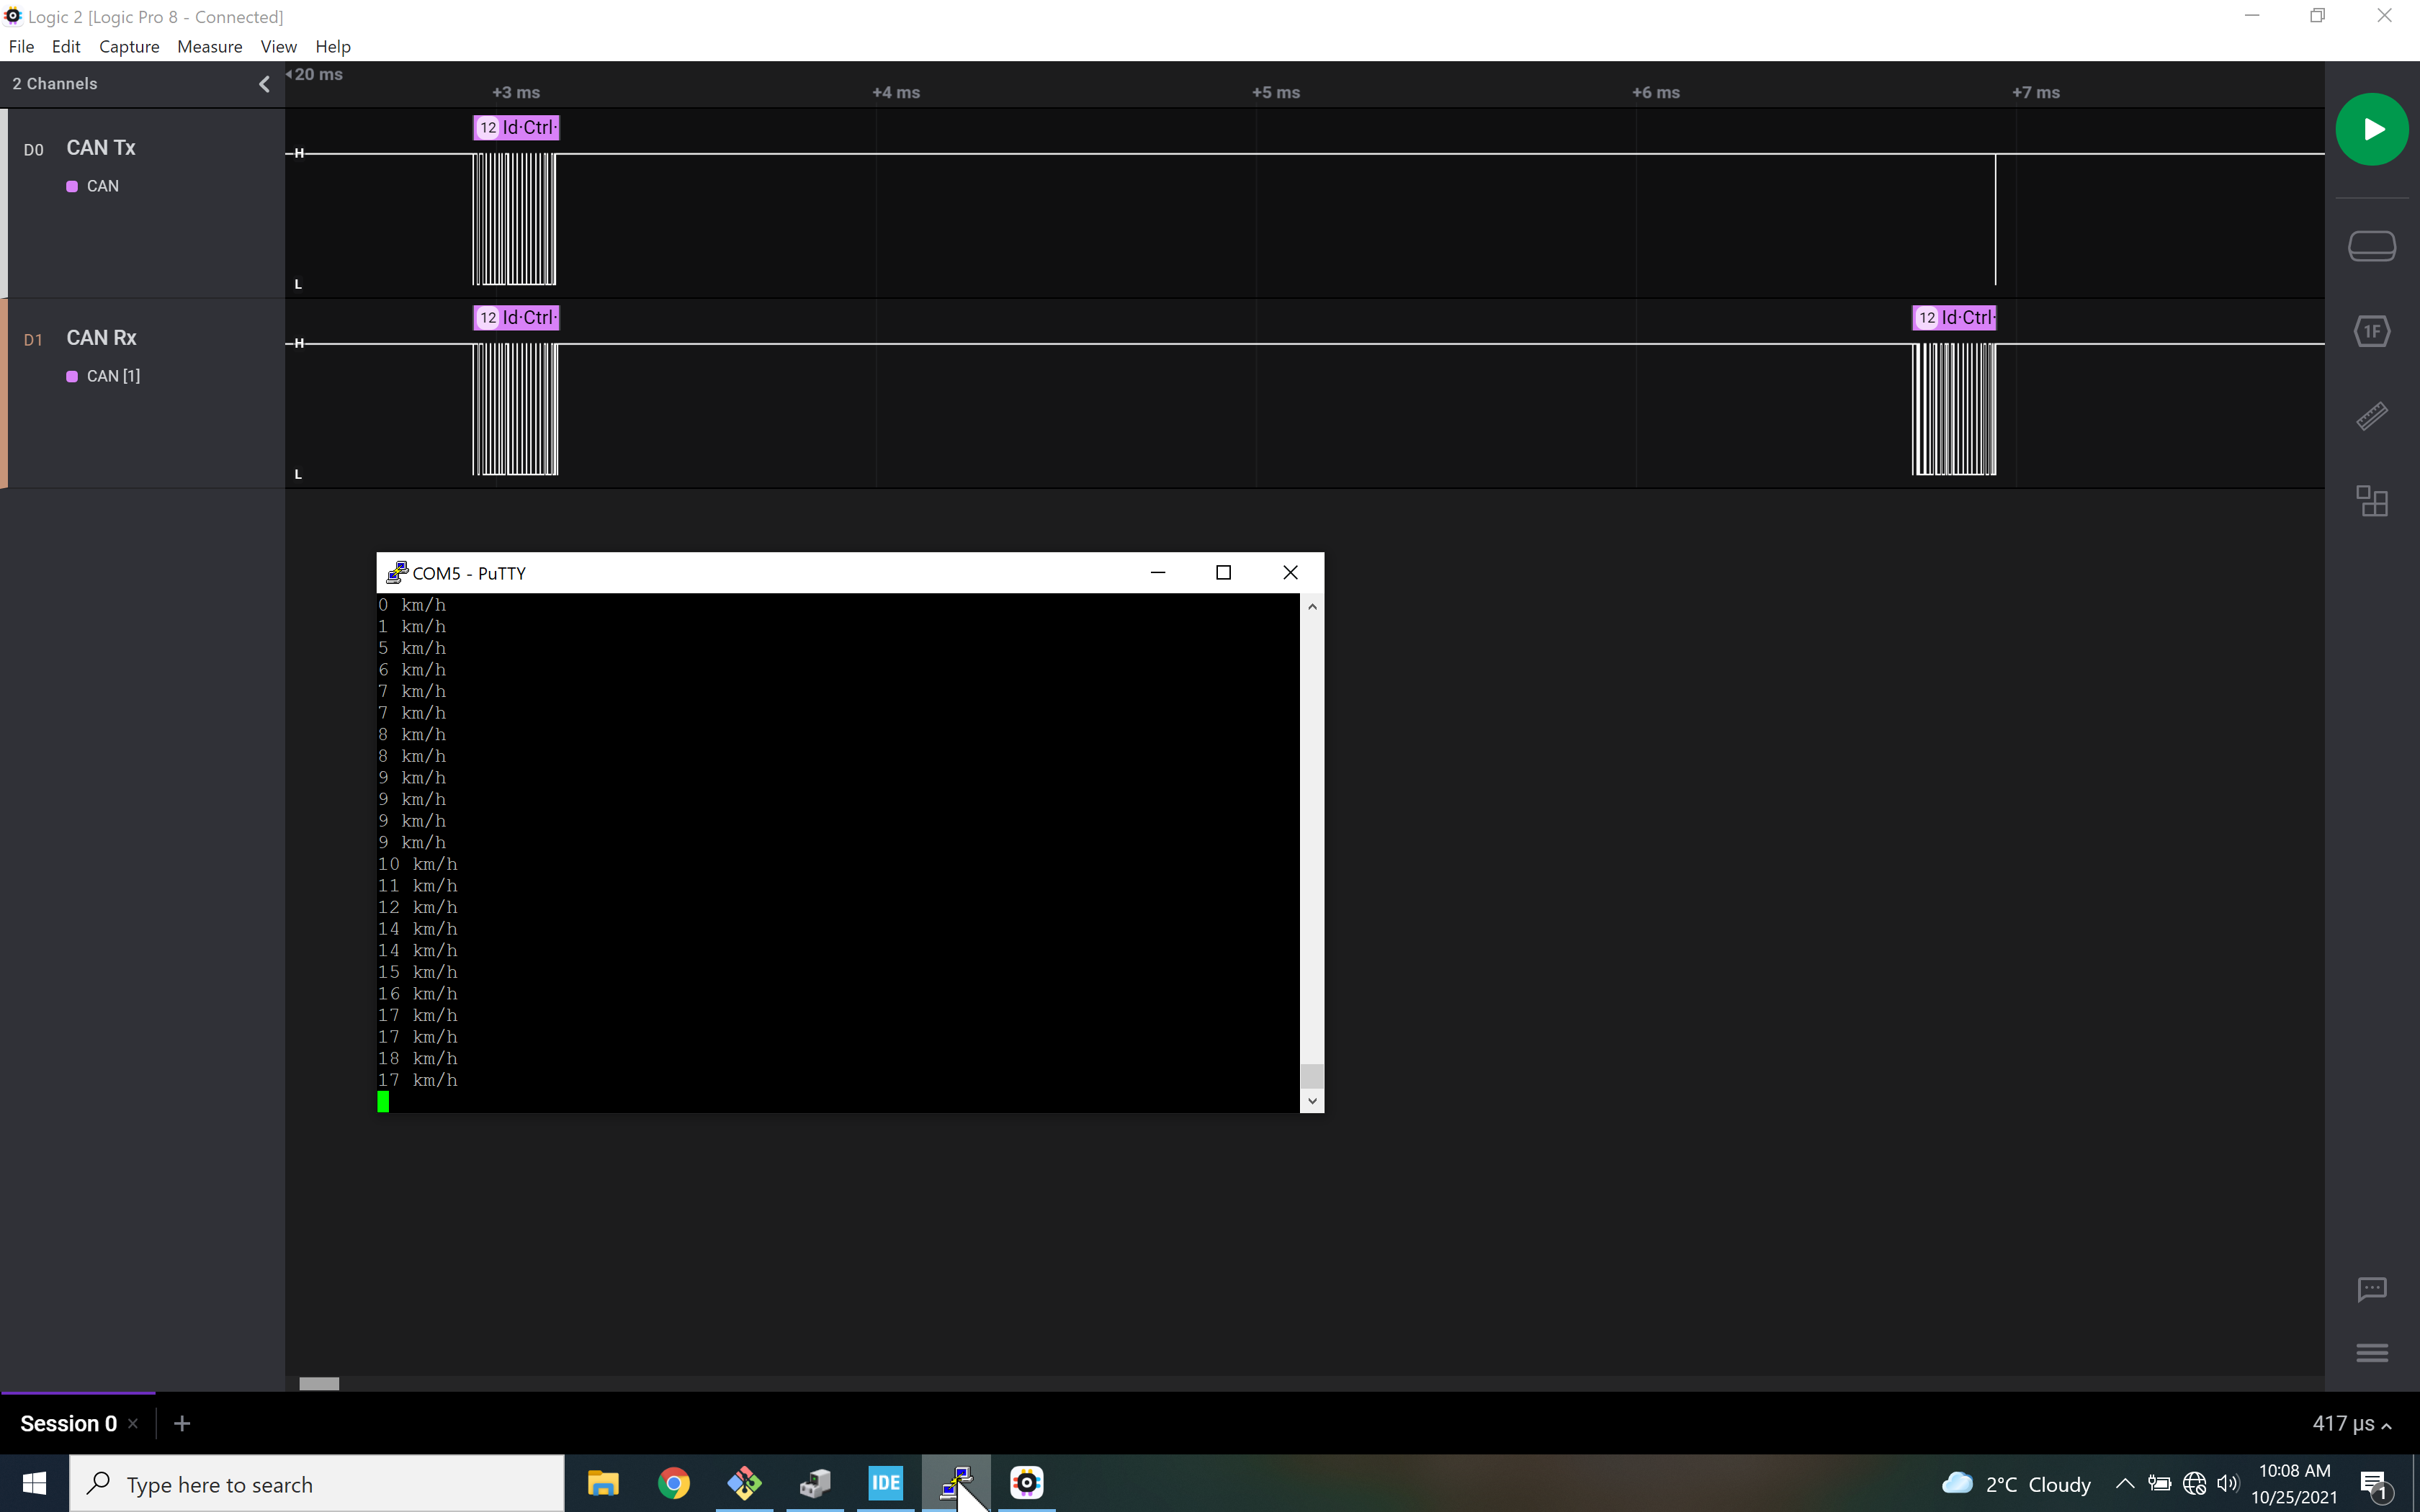 Logic 2 [Logic Pro 8 - Connected]
File Edit Capture Measure View Help
2 Channels
20 ms
+3 ms +4 ms +5 ms +6 ms +7 ms
D0 CAN Tx
CAN
H
L
12 Id·Ctrl·
D1 CAN Rx
CAN [1]
H
L
12 Id·Ctrl·
12 Id·Ctrl·
1F
COM5 - PuTTY
0 km/h
1 km/h
5 km/h
6 km/h
7 km/h
7 km/h
8 km/h
8 km/h
9 km/h
9 km/h
9 km/h
9 km/h
10 km/h
11 km/h
12 km/h
14 km/h
14 km/h
15 km/h
16 km/h
17 km/h
17 km/h
18 km/h
17 km/h
Session 0
417 µs
Type here to search
IDE
2°C Cloudy
10:08 AM
10/25/2021
1